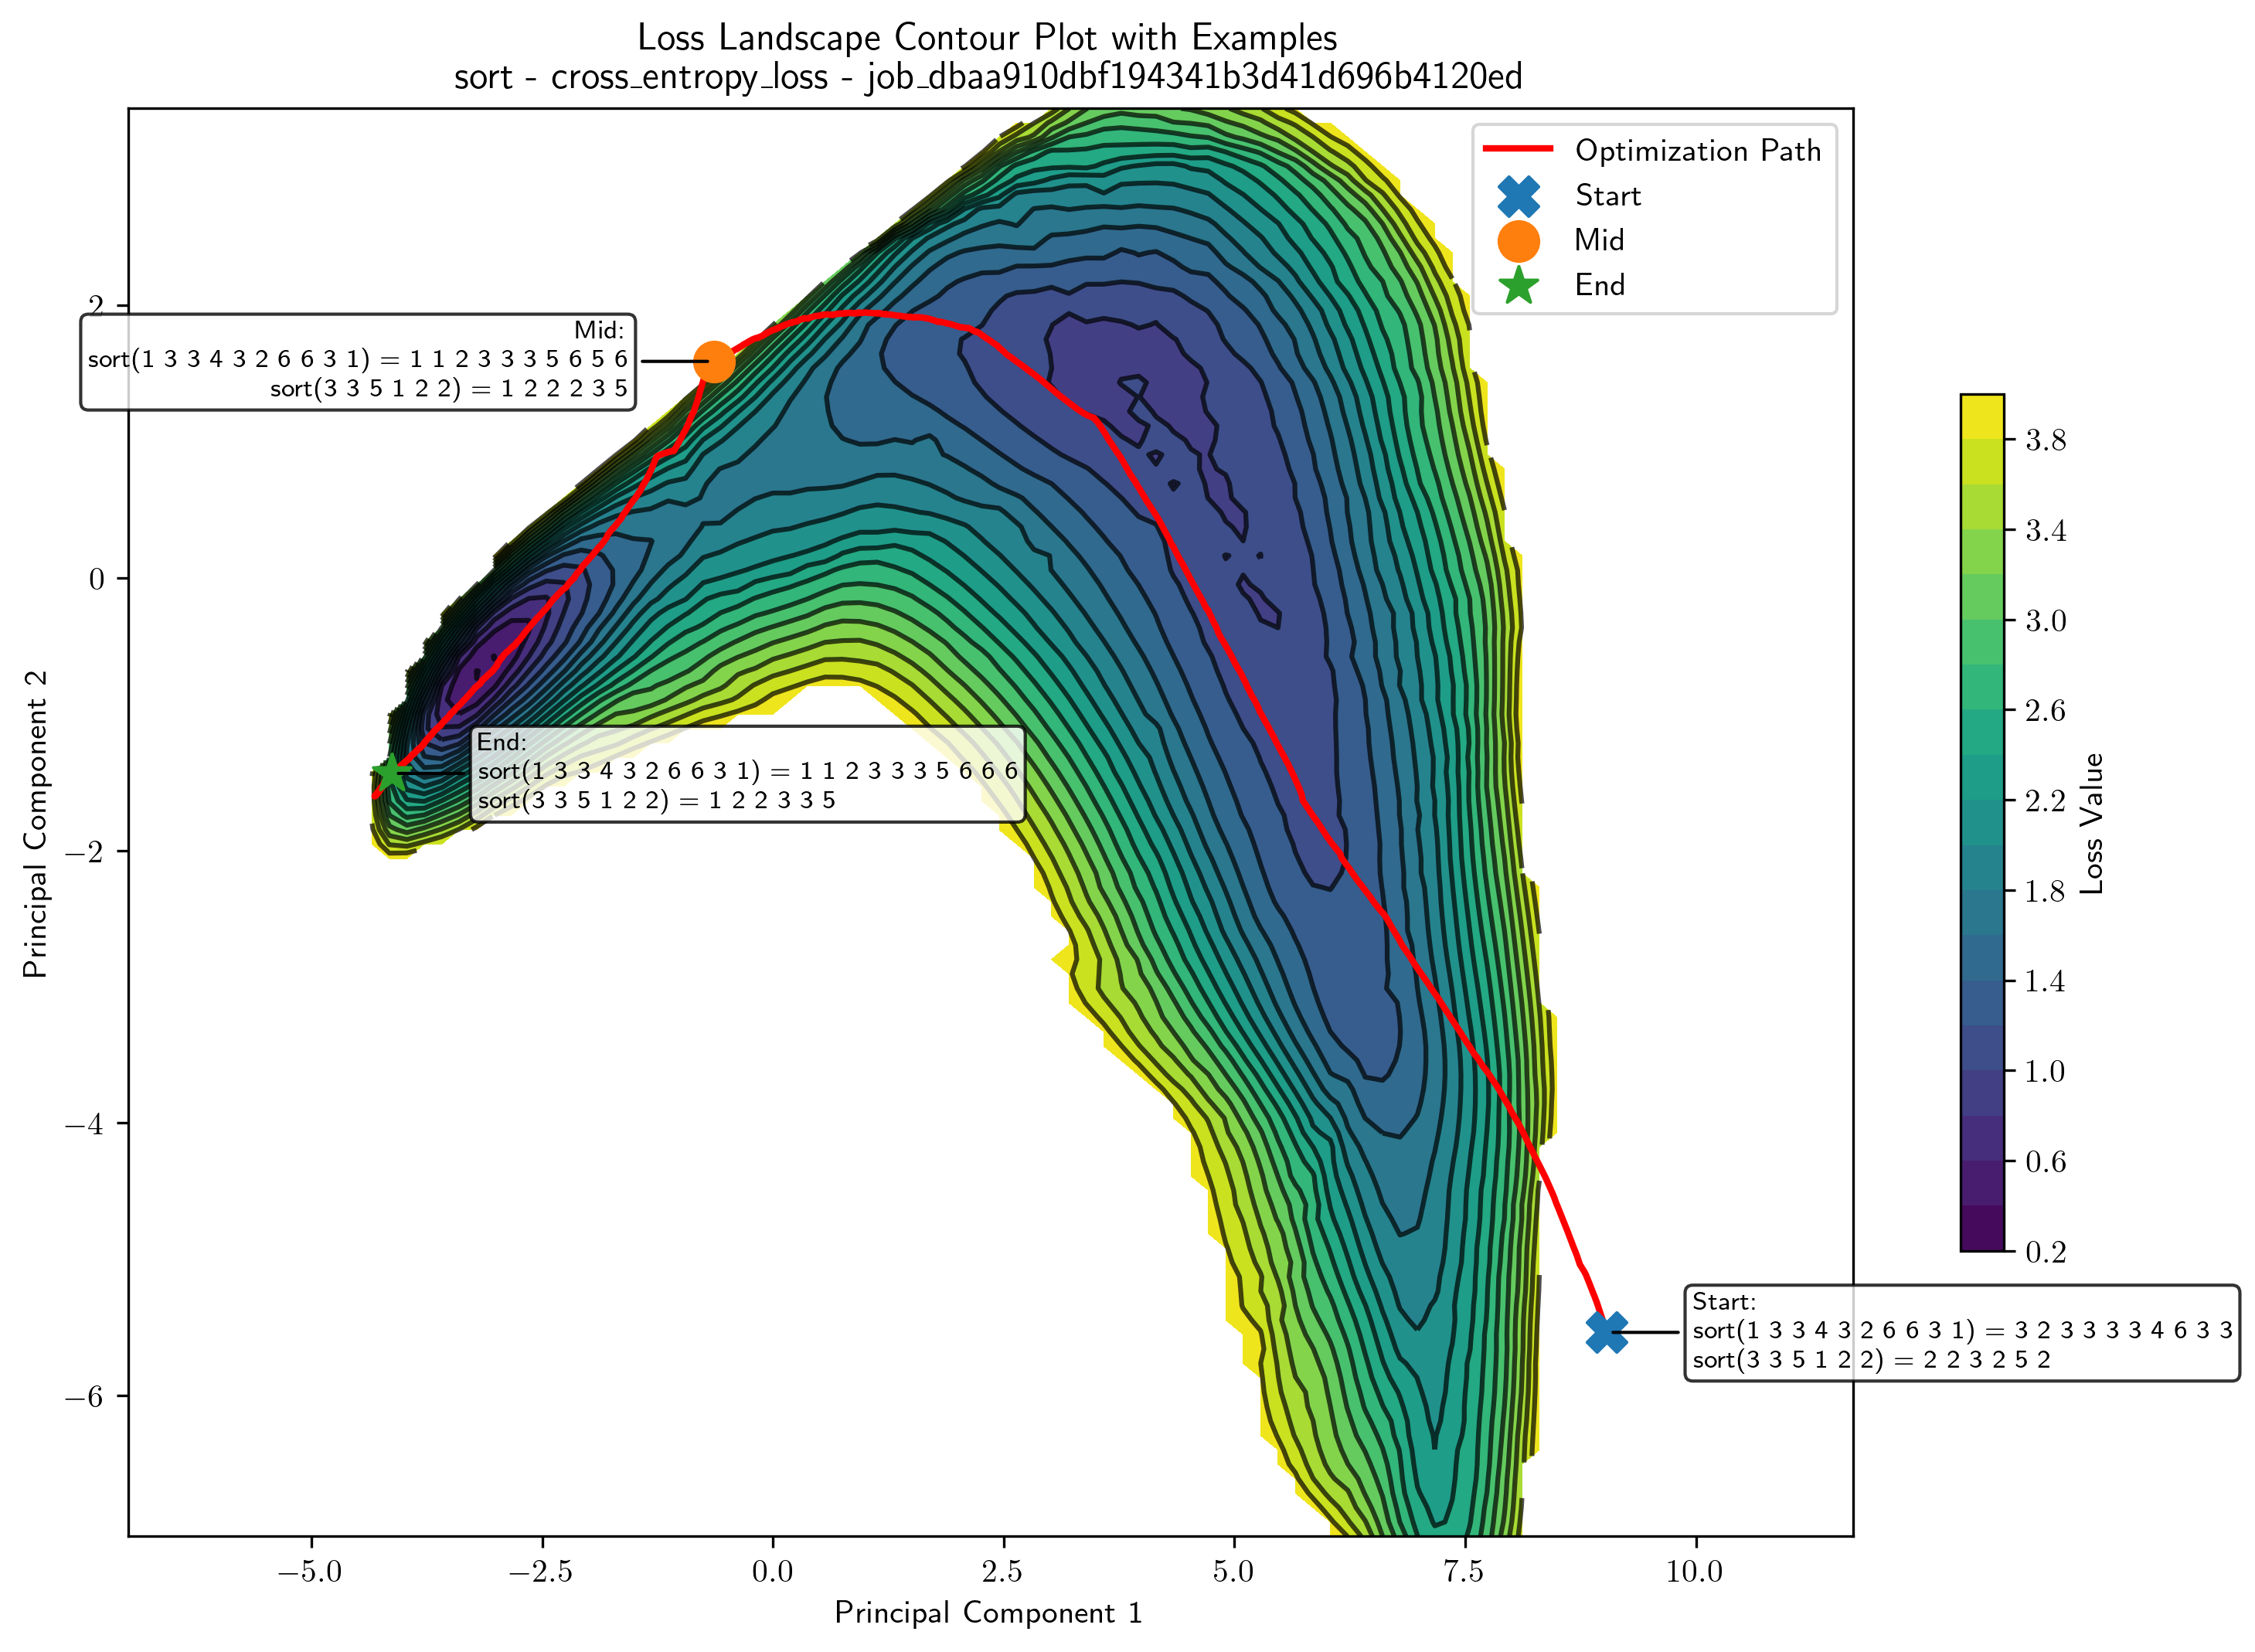 Loss Landscape Contour Plot with Examples
sort - cross_entropy_loss - job_dbaa910dbf194341b3d41d696b4120ed
Optimization Path
Start
Mid
End
Mid:
sort(1 3 3 4 3 2 6 6 3 1) = 1 1 2 3 3 3 5 6 5 6
sort(3 3 5 1 2 2) = 1 2 2 2 3 5
End:
sort(1 3 3 4 3 2 6 6 3 1) = 1 1 2 3 3 3 5 6 6 6
sort(3 3 5 1 2 2) = 1 2 2 3 3 5
Start:
sort(1 3 3 4 3 2 6 6 3 1) = 3 2 3 3 3 3 4 6 3 3
sort(3 3 5 1 2 2) = 2 2 3 2 5 2
2
0
−2
−4
−6
Principal Component 2
−5.0
−2.5
0.0
2.5
5.0
7.5
10.0
Principal Component 1
3.8
3.4
3.0
2.6
2.2
1.8
1.4
1.0
0.6
0.2
Loss Value